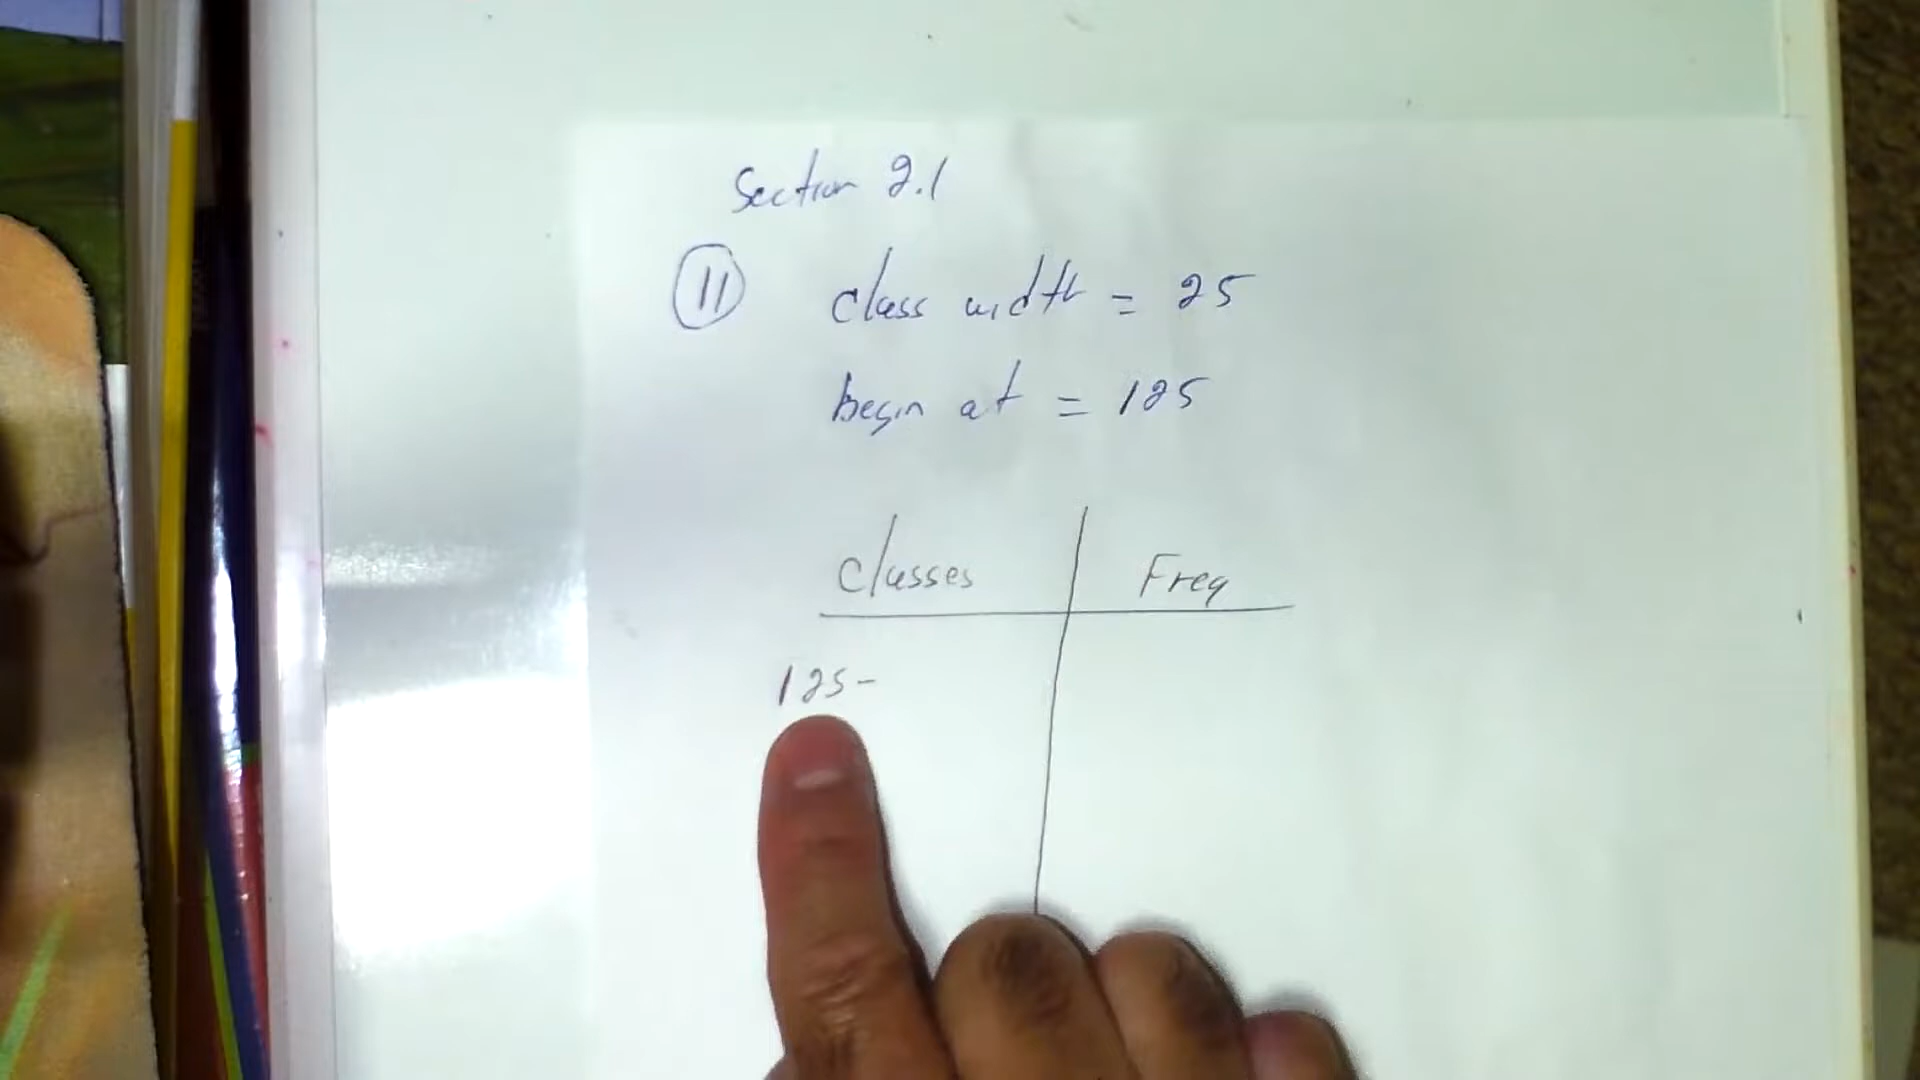 Section 2.1
11 class width = 25
begin at = 125
Classes Freq
125-